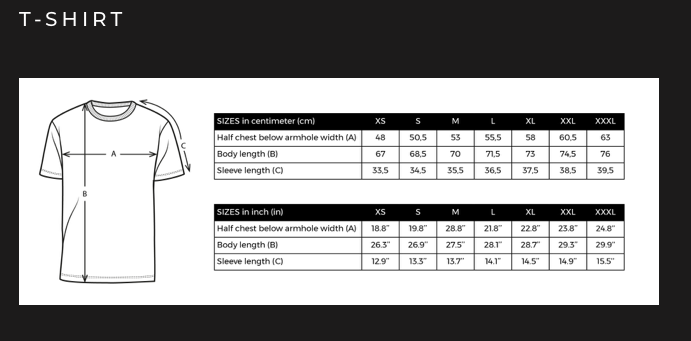 T-SHIRT
SIZES in centimeter (cm) XS S M L XL XXL XXXL
Half chest below armhole width (A) 48 50,5 53 55,5 58 60,5 63
Body length (B) 67 68,5 70 71,5 73 74,5 76
Sleeve length (C) 33,5 34,5 35,5 36,5 37,5 38,5 39,5
A
B
C
SIZES in inch (in) XS S M L XL XXL XXXL
Half chest below armhole width (A) 18.8" 19.8" 28.8" 21.8" 22.8" 23.8" 24.8"
Body length (B) 26.3" 26.9" 27.5" 28.1" 28.7" 29.3" 29.9"
Sleeve length (C) 12.9" 13.3" 13.7" 14.1" 14.5" 14.9" 15.5"